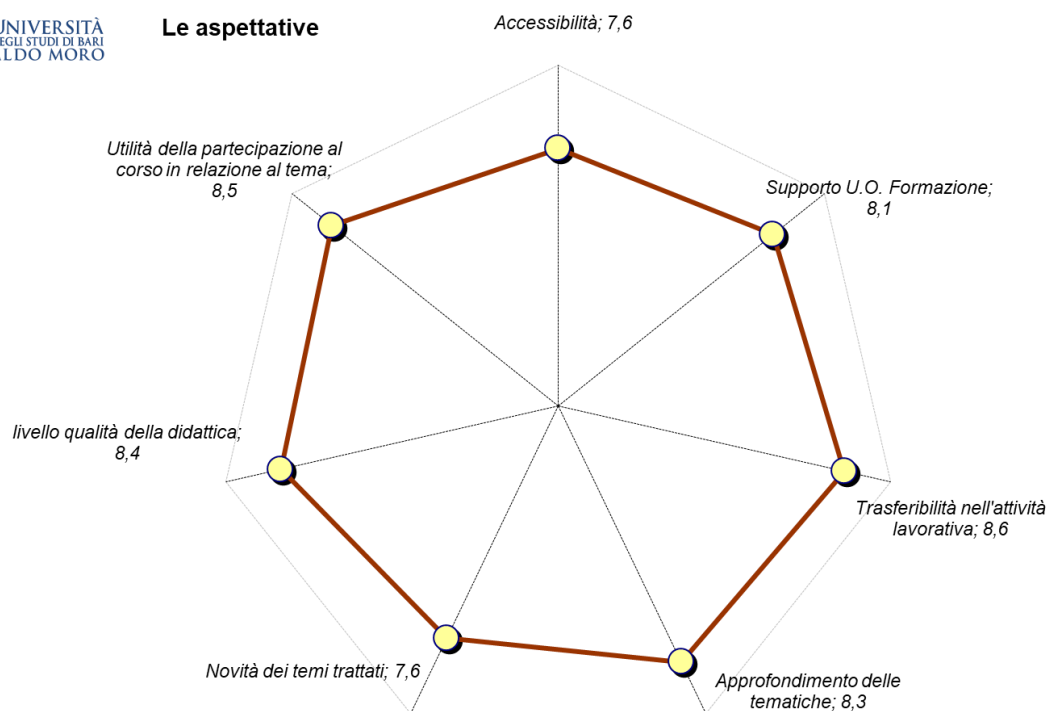 UNIVERSITÀ
EGLI STUDI DI BARI
ALDO MORO
Le aspettative
Accessibilità; 7,6
Utilità della partecipazione al
corso in relazione al tema;
8,5
Supporto U.O. Formazione;
8,1
livello qualità della didattica;
8,4
Trasferibilità nell'attività
lavorativa; 8,6
Novità dei temi trattati; 7,6
Approfondimento delle
tematiche; 8,3